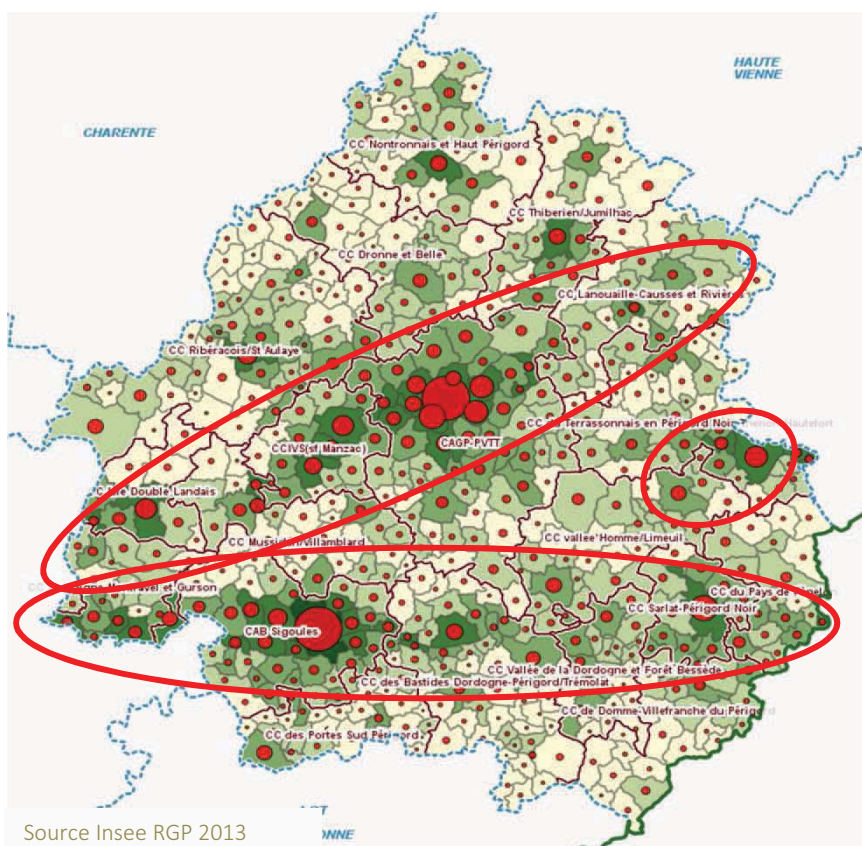 HAUTE
VIENNE
CHARENTE
CC Nontronnais et Haut Périgord
CC Thiberien/Jumilhac
CC Dronne et Belle
CC Lanouaille-Causses et Rivières
CC Ribéracois/St Aulaye
CC du Terrassonnais en Périgord Noir
CAGP-PVTT
CCIVS(sf Manzac)
Double Landais
CC Mussidan/Villamblard
CC vallée'Homme/Limeuil
et Gurson
CC du Pays de
CC Sarlat-Périgord Noir
CAB Sigoules
CC Vallée de la Dordogne et Forêt Bessède
CC des Bastides Dordogne-Périgord/Trémolat
CC de Domme-Villefranche du Périgord
CC des Portes Sud Périgord
Source Insee RGP 2013